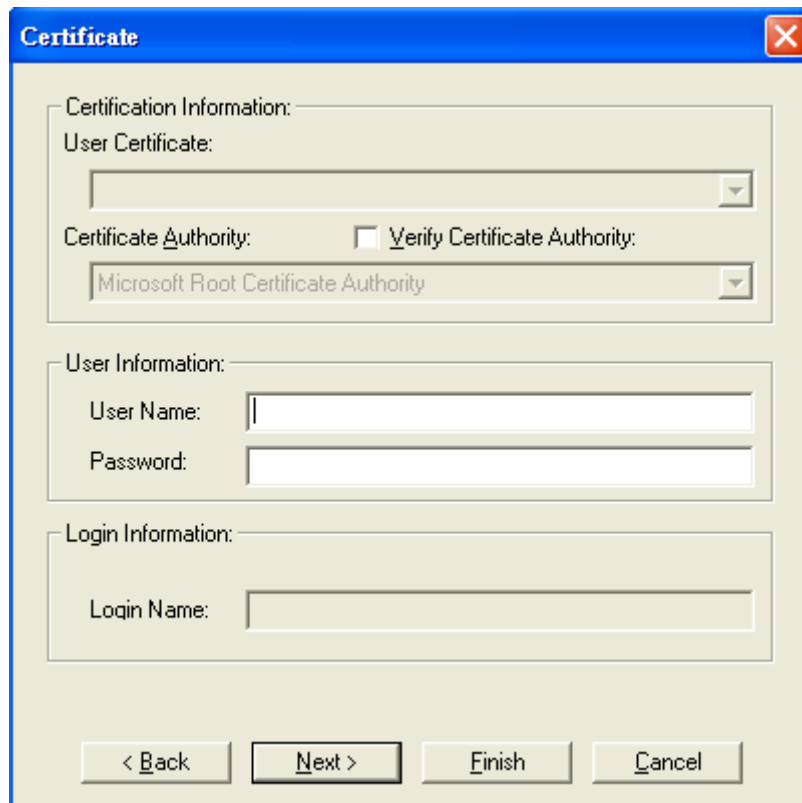 Certificate
Certification Information:
User Certificate:
Certificate Authority: Verify Certificate Authority:
Microsoft Root Certificate Authority
User Information:
User Name:
Password:
Login Information:
Login Name:
< Back Next > Finish Cancel